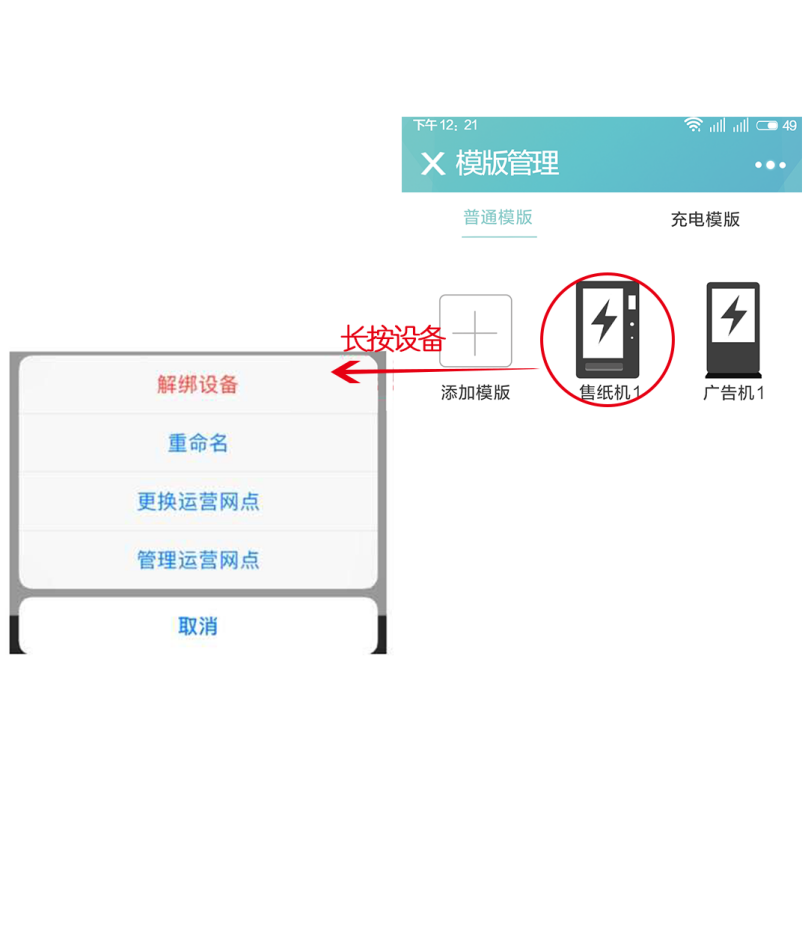 下午12：21
49
X 模版管理
普通模版
充电模版
长按设备
添加模版
售纸机1
广告机1
解绑设备
重命名
更换运营网点
管理运营网点
取消